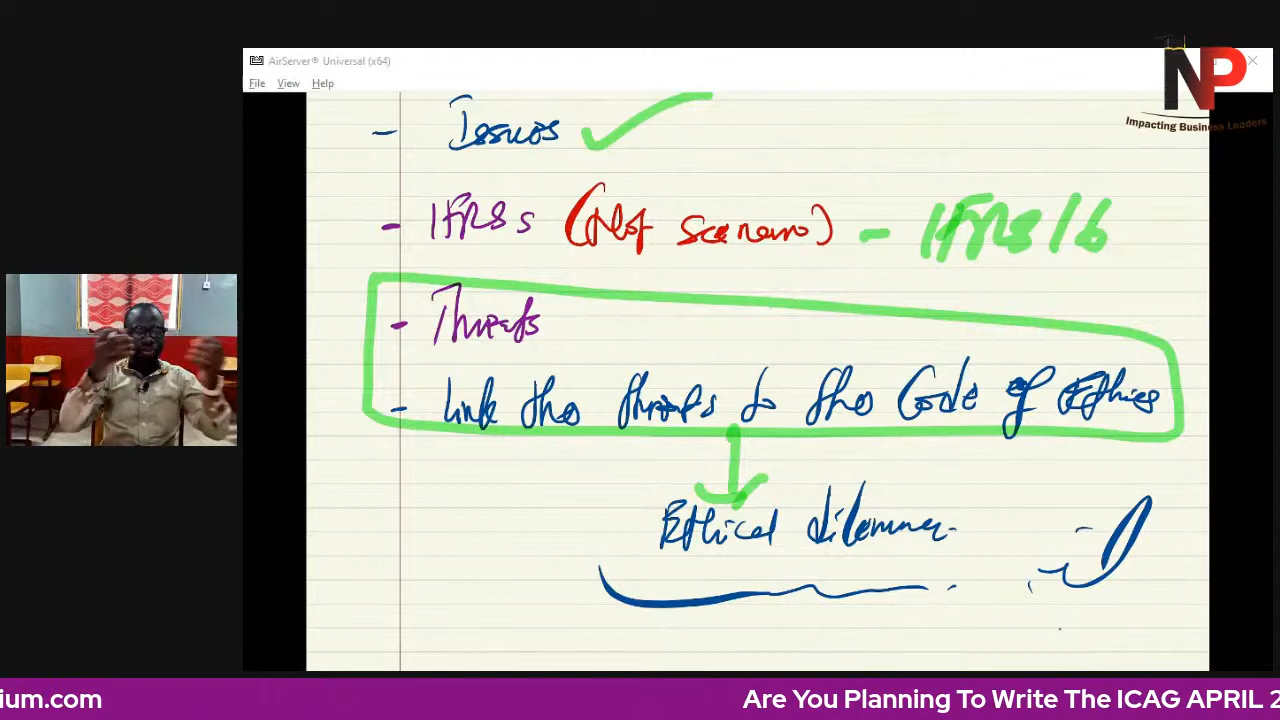 AirServer® Universal (x64)
File View Help
NP
Impacting Business Leaders
- Issues
- IFRSs (Not scenario) - IFRS 16
- Threats
- Link the threats to the Code of Ethics
Ethical dilemma
ium.com
Are You Planning To Write The ICAG APRIL 2